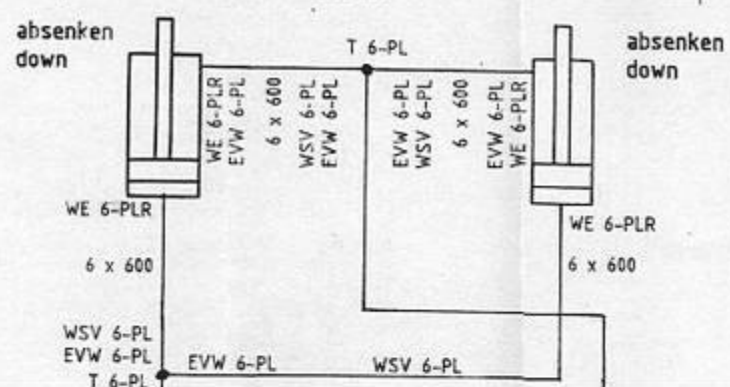 absenken
down
T 6-PL
absenken
down
WE 6-PLR
EVW 6-PL
6 x 600
WSV 6-PL
EVW 6-PL
EVW 6-PL
WSV 6-PL
6 x 600
EVW 6-PL
WE 6-PLR
WE 6-PLR
WE 6-PLR
6 x 600
6 x 600
WSV 6-PL
EVW 6-PL
EVW 6-PL
WSV 6-PL
T 6-PL